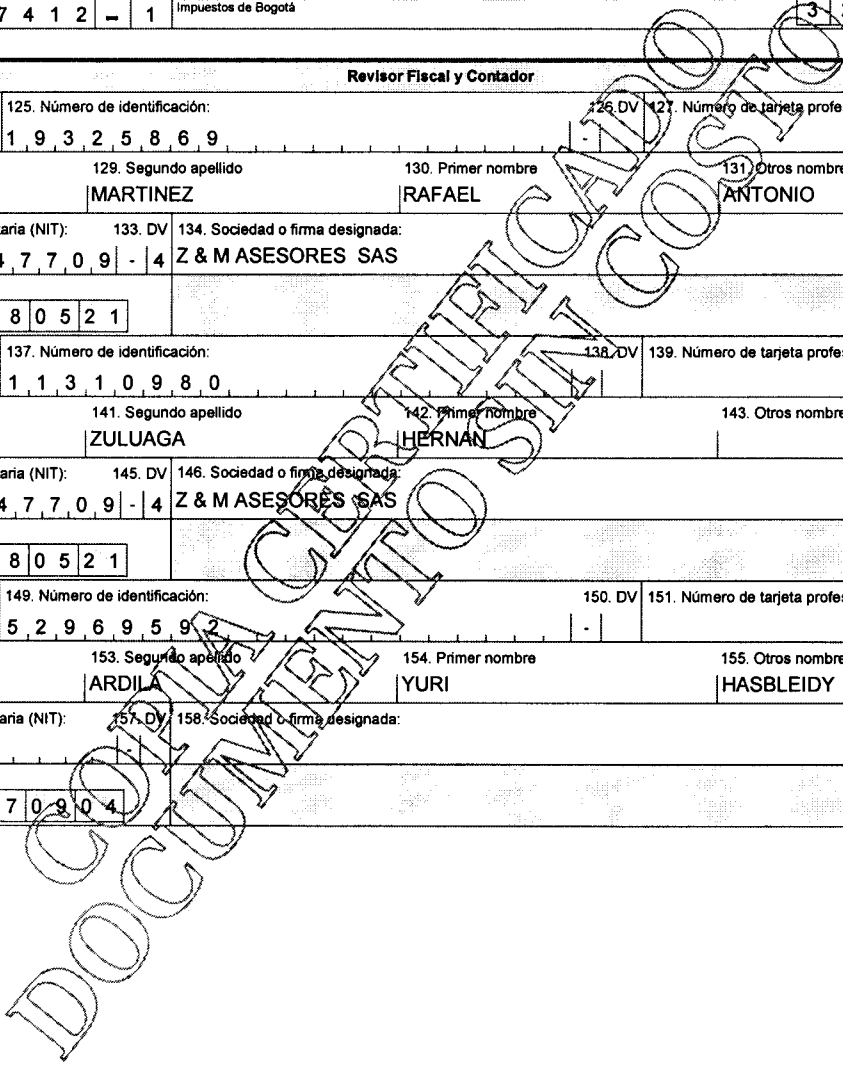 7 4 1 2 - 1 Impuestos de Bogotá 3
Revisor Fiscal y Contador
125. Número de identificación: 126. DV 127. Número de tarjeta profe
1 9 3 2 5 8 6 9 -
129. Segundo apellido 130. Primer nombre 131. Otros nombre
MARTINEZ RAFAEL ANTONIO
aria (NIT): 133. DV 134. Sociedad o firma designada:
4 7 7 0 9 - 4 Z & M ASESORES SAS
8 0 5 2 1
137. Número de identificación: 138. DV 139. Número de tarjeta profes
1 1 3 1 0 9 8 0
141. Segundo apellido 142. Primer nombre 143. Otros nombre
ZULUAGA HERNAN
aria (NIT): 145. DV 146. Sociedad o firma designada:
4 7 7 0 9 - 4 Z & M ASESORES SAS
8 0 5 2 1
149. Número de identificación: 150. DV 151. Número de tarjeta profes
5 2 9 6 9 5 9 2 -
153. Segundo apellido 154. Primer nombre 155. Otros nombre
ARDILA YURI HASBLEIDY
aria (NIT): 157. DV 158. Sociedad o firma designada:
-
7 0 9 0 4
COPIA CERTIFICADO
DOCUMENTO SIN COSTO